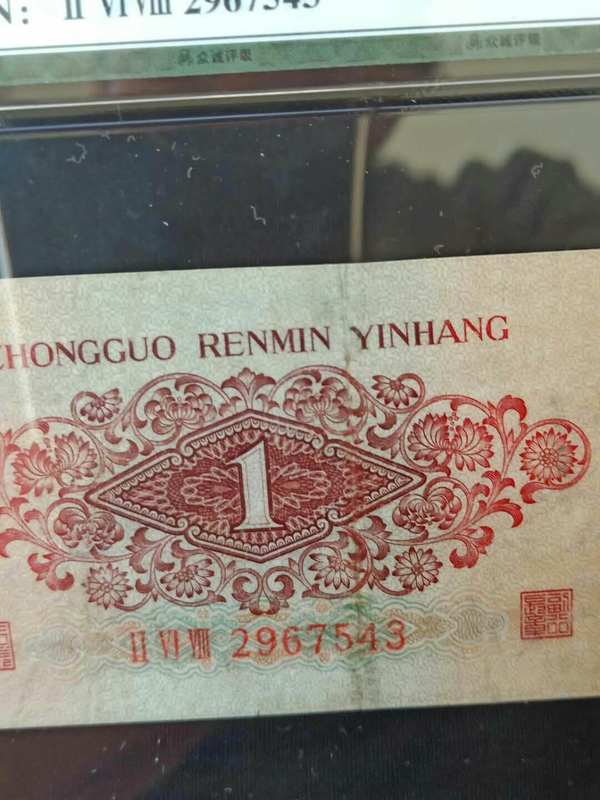 N: II VI VIII 2967543
众诚评级 众诚评级
ZHONGGUO RENMIN YINHANG
1
II VI VIII 2967543